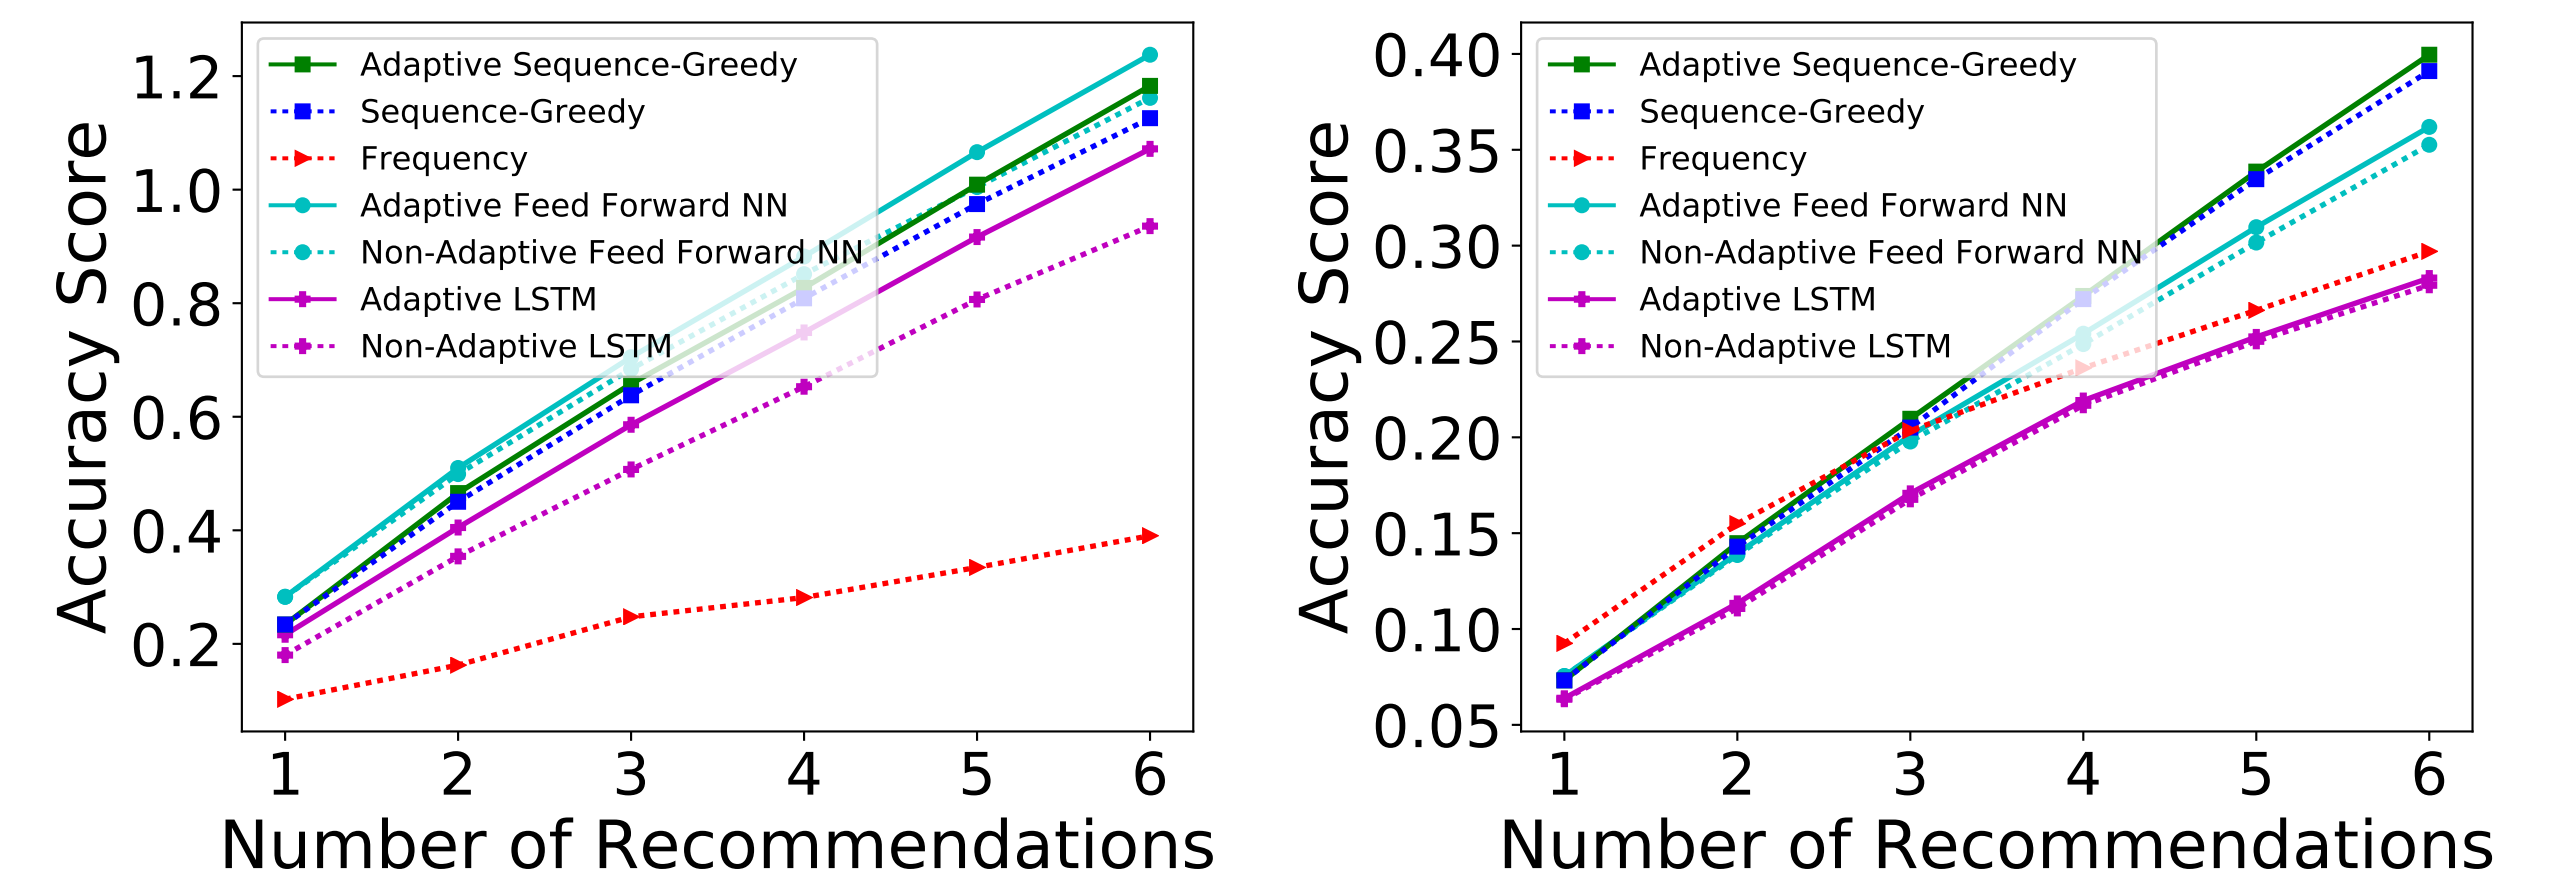 Accuracy Score
1.2
1.0
0.8
0.6
0.4
0.2
Adaptive Sequence-Greedy
Sequence-Greedy
Frequency
Adaptive Feed Forward NN
Non-Adaptive Feed Forward NN
Adaptive LSTM
Non-Adaptive LSTM
1 2 3 4 5 6
Number of Recommendations
Accuracy Score
0.40
0.35
0.30
0.25
0.20
0.15
0.10
0.05
Adaptive Sequence-Greedy
Sequence-Greedy
Frequency
Adaptive Feed Forward NN
Non-Adaptive Feed Forward NN
Adaptive LSTM
Non-Adaptive LSTM
1 2 3 4 5 6
Number of Recommendations